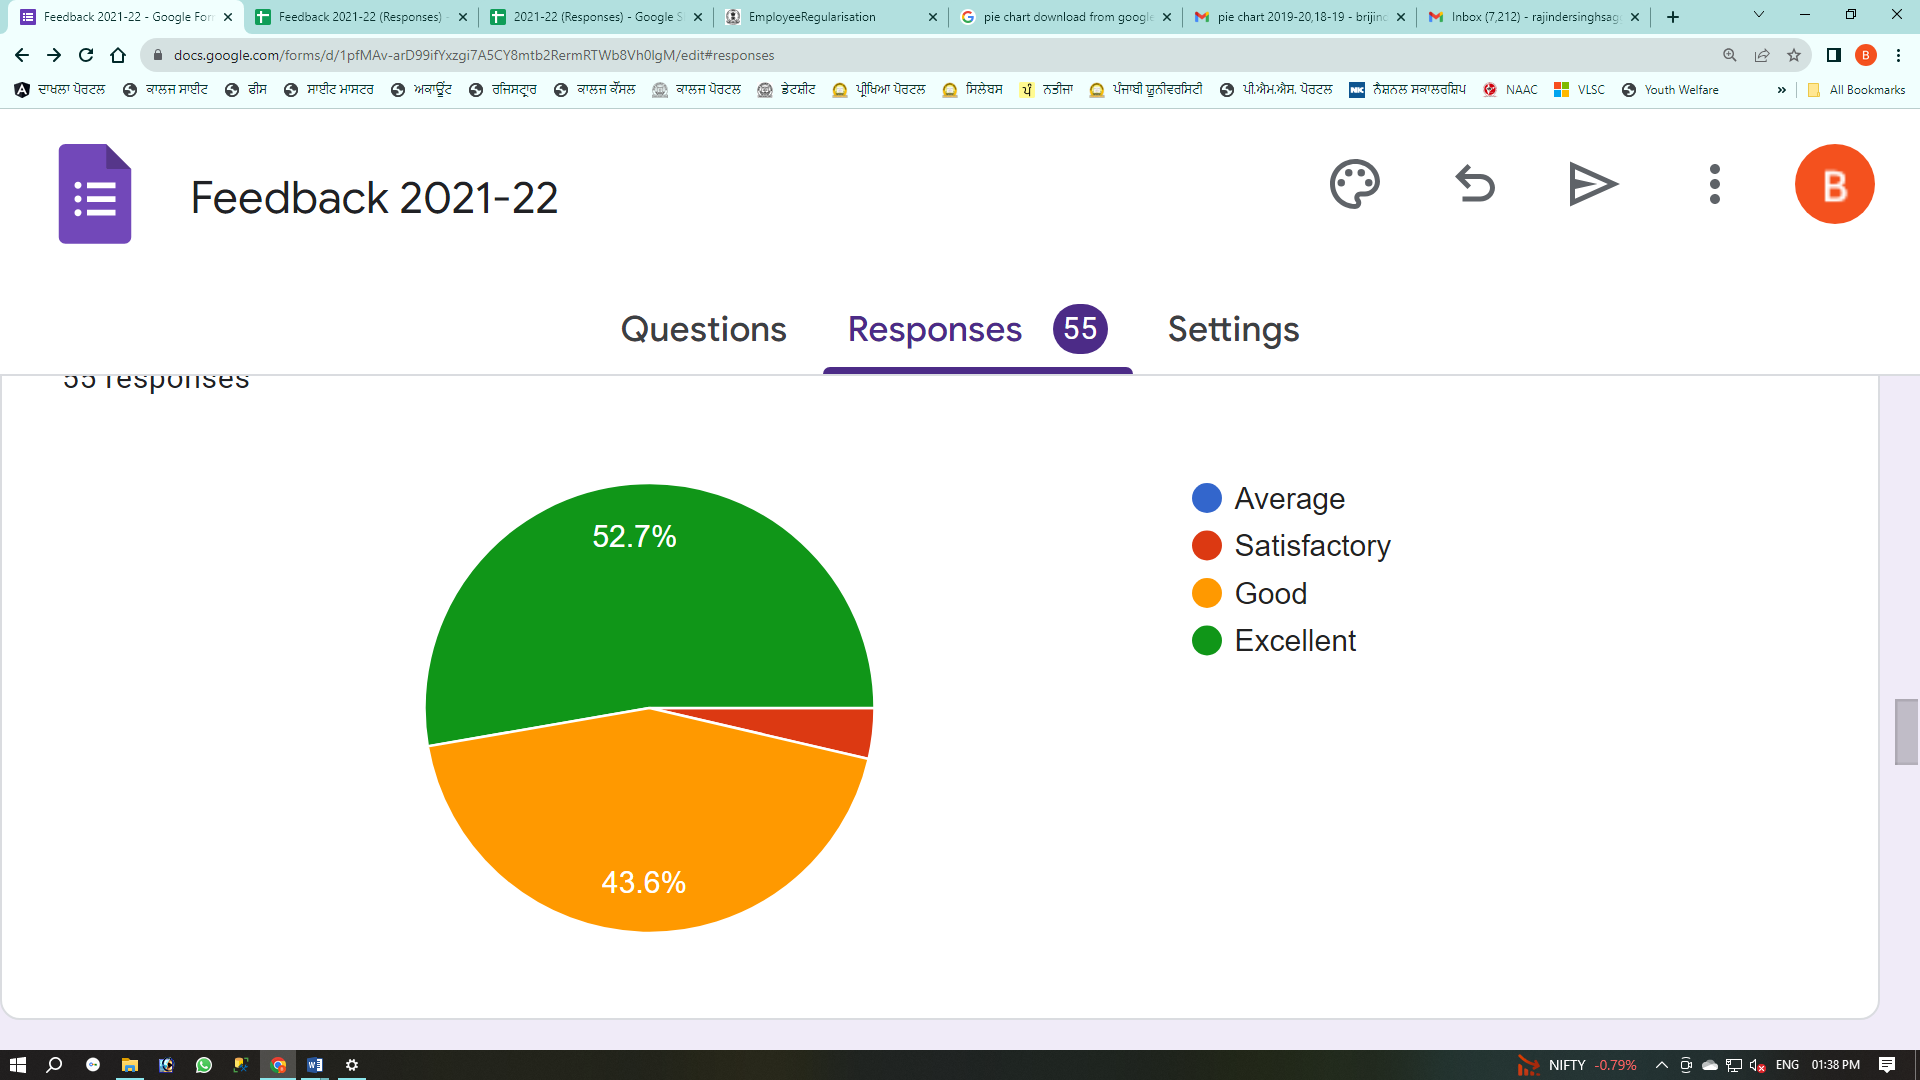 Feedback 2021-22 - Google For
Feedback 2021-22 (Responses) -
2021-22 (Responses) - Google S
EmployeeRegularisation
pie chart download from google
pie chart 2019-20,18-19 - brijind
Inbox (7,212) - rajindersinghsag
docs.google.com/forms/d/1pfMAv-arD99ifYxzgi7A5CY8mtb2RermRTWb8Vh0lgM/edit#responses
B
ਦਾਖਲਾ ਪੋਰਟਲ
ਕਾਲਜ ਸਾਈਟ
ਫੀਸ
ਸਾਈਟ ਮਾਸਟਰ
ਅਕਾਊਂਟ
ਰਜਿਸਟ੍ਰਾਰ
ਕਾਲਜ ਕੌਂਸਲ
ਕਾਲਜ ਪੋਰਟਲ
ਡੇਟਸ਼ੀਟ
ਪ੍ਰੀਖਿਆ ਪੋਰਟਲ
ਸਿਲੇਬਸ
ਨਤੀਜਾ
ਪੰਜਾਬੀ ਯੂਨੀਵਰਸਿਟੀ
ਪੀ.ਐਮ.ਐਸ. ਪੋਰਟਲ
ਨੈਸ਼ਨਲ ਸਕਾਲਰਸ਼ਿਪ
NAAC
VLSC
Youth Welfare
»
All Bookmarks
Feedback 2021-22
B
Questions
Responses 55
Settings
55 responses
52.7%
43.6%
Average
Satisfactory
Good
Excellent
NIFTY -0.79%
ENG
01:38 PM